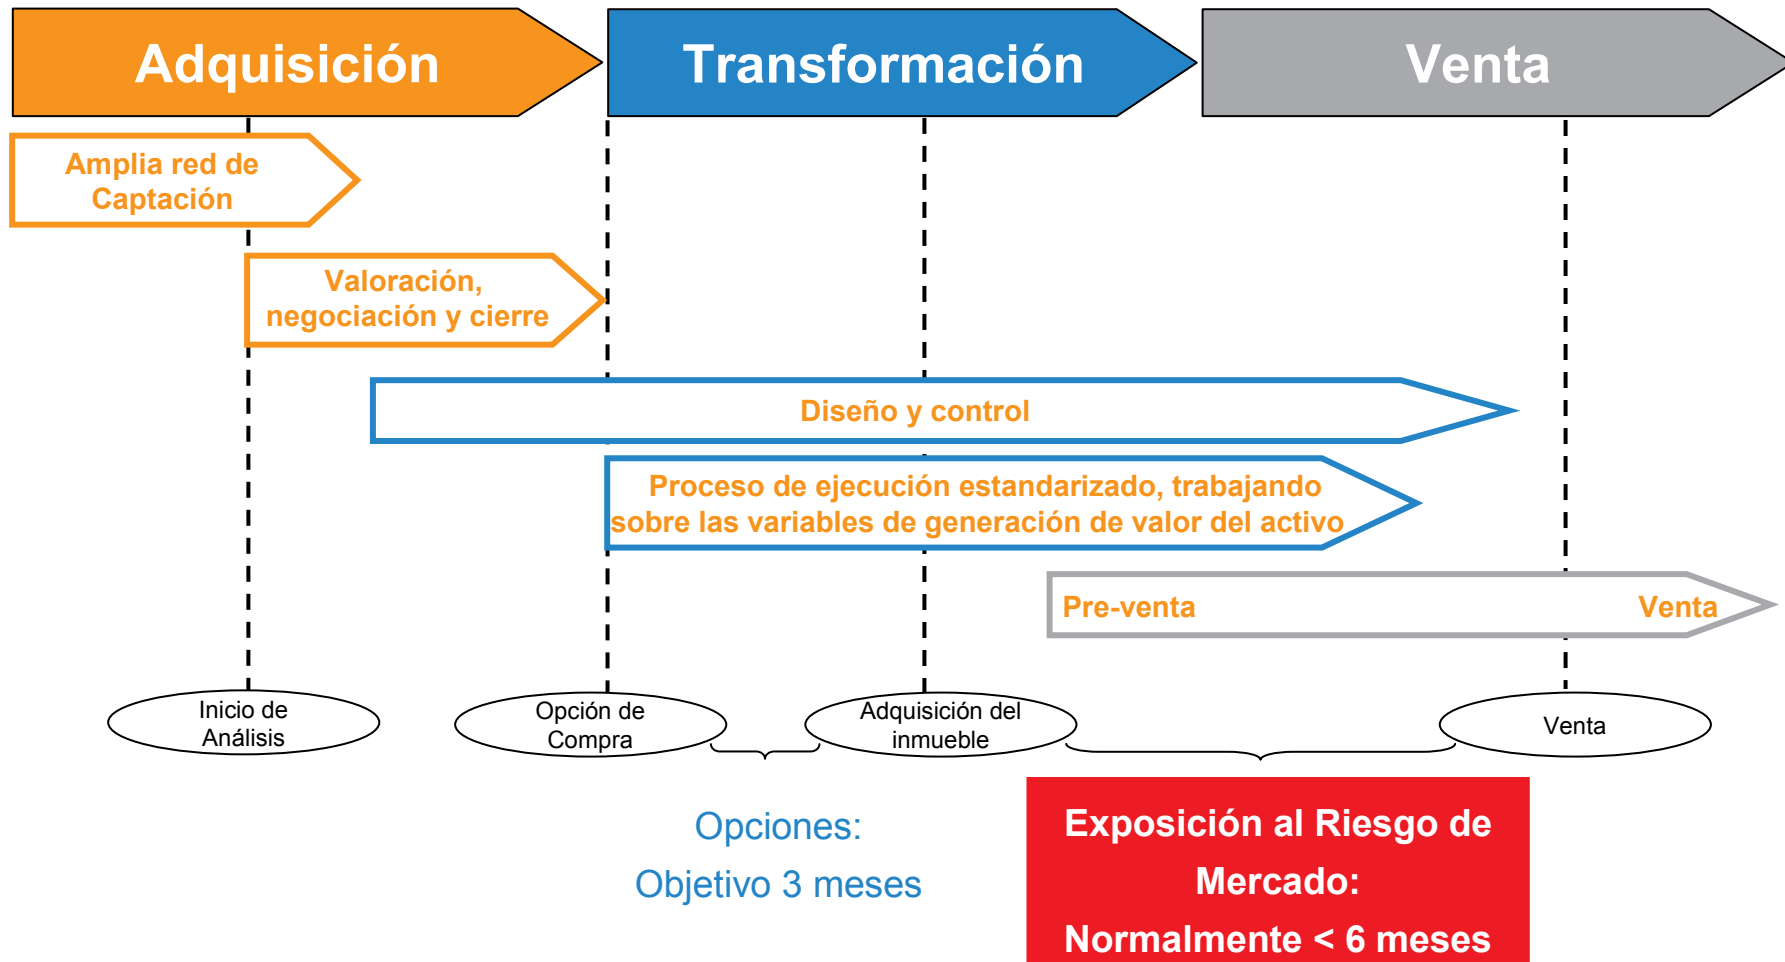 Adquisición
Transformación
Venta
Amplia red de
Captación
Valoración,
negociación y cierre
Diseño y control
Proceso de ejecución estandarizado, trabajando
sobre las variables de generación de valor del activo
Pre-venta
Venta
Inicio de
Análisis
Opción de
Compra
Adquisición del
inmueble
Venta
Opciones:
Objetivo 3 meses
Exposición al Riesgo de
Mercado:
Normalmente < 6 meses